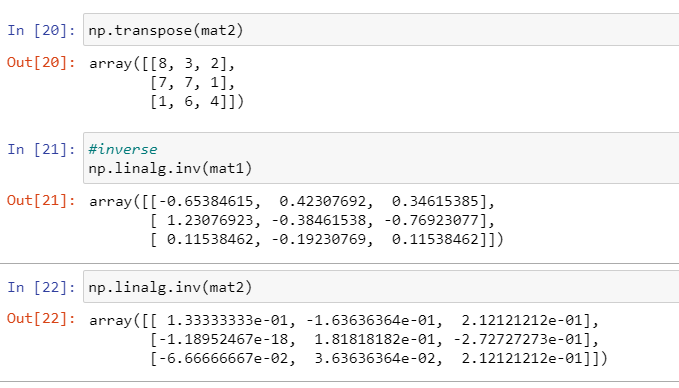 In [20]: np.transpose(mat2)
Out[20]: array([[8, 3, 2],
       [7, 7, 1],
       [1, 6, 4]])
In [21]: #inverse
np.linalg.inv(mat1)
Out[21]: array([[-0.65384615,  0.42307692,  0.34615385],
       [ 1.23076923, -0.38461538, -0.76923077],
       [ 0.11538462, -0.19230769,  0.11538462]])
In [22]: np.linalg.inv(mat2)
Out[22]: array([[ 1.33333333e-01, -1.63636364e-01,  2.12121212e-01],
       [-1.18952467e-18,  1.81818182e-01, -2.72727273e-01],
       [-6.66666667e-02,  3.63636364e-02,  2.12121212e-01]])